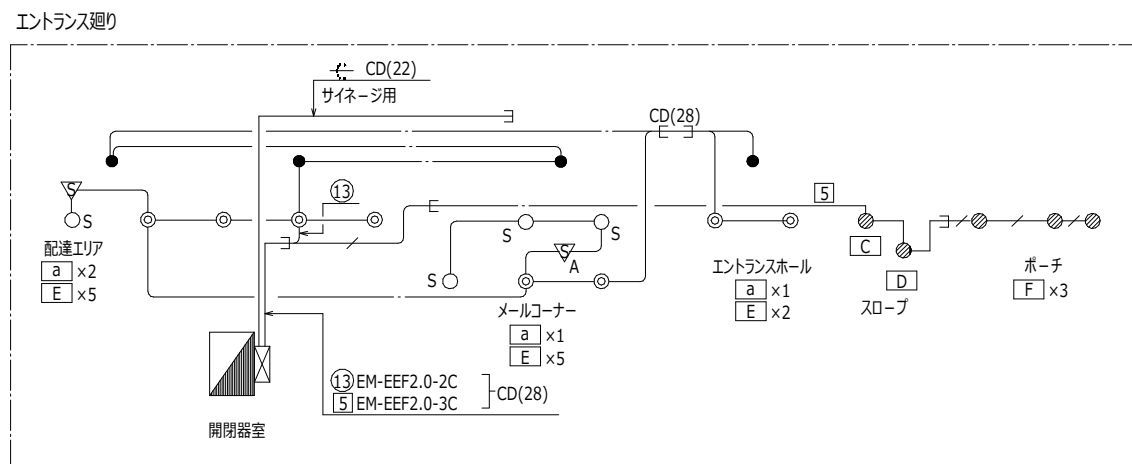 エントランス廻り
CD(22)
サイネージ用
CD(28)
13
5
S
S
S
S
S
S
A
C
D
配達エリア
a ×2
E ×5
メールコーナー
a ×1
E ×5
エントランスホール
a ×1
E ×2
スロープ
ポーチ
F ×3
13 EM-EEF2.0-2C
5 EM-EEF2.0-3C
CD(28)
開閉器室